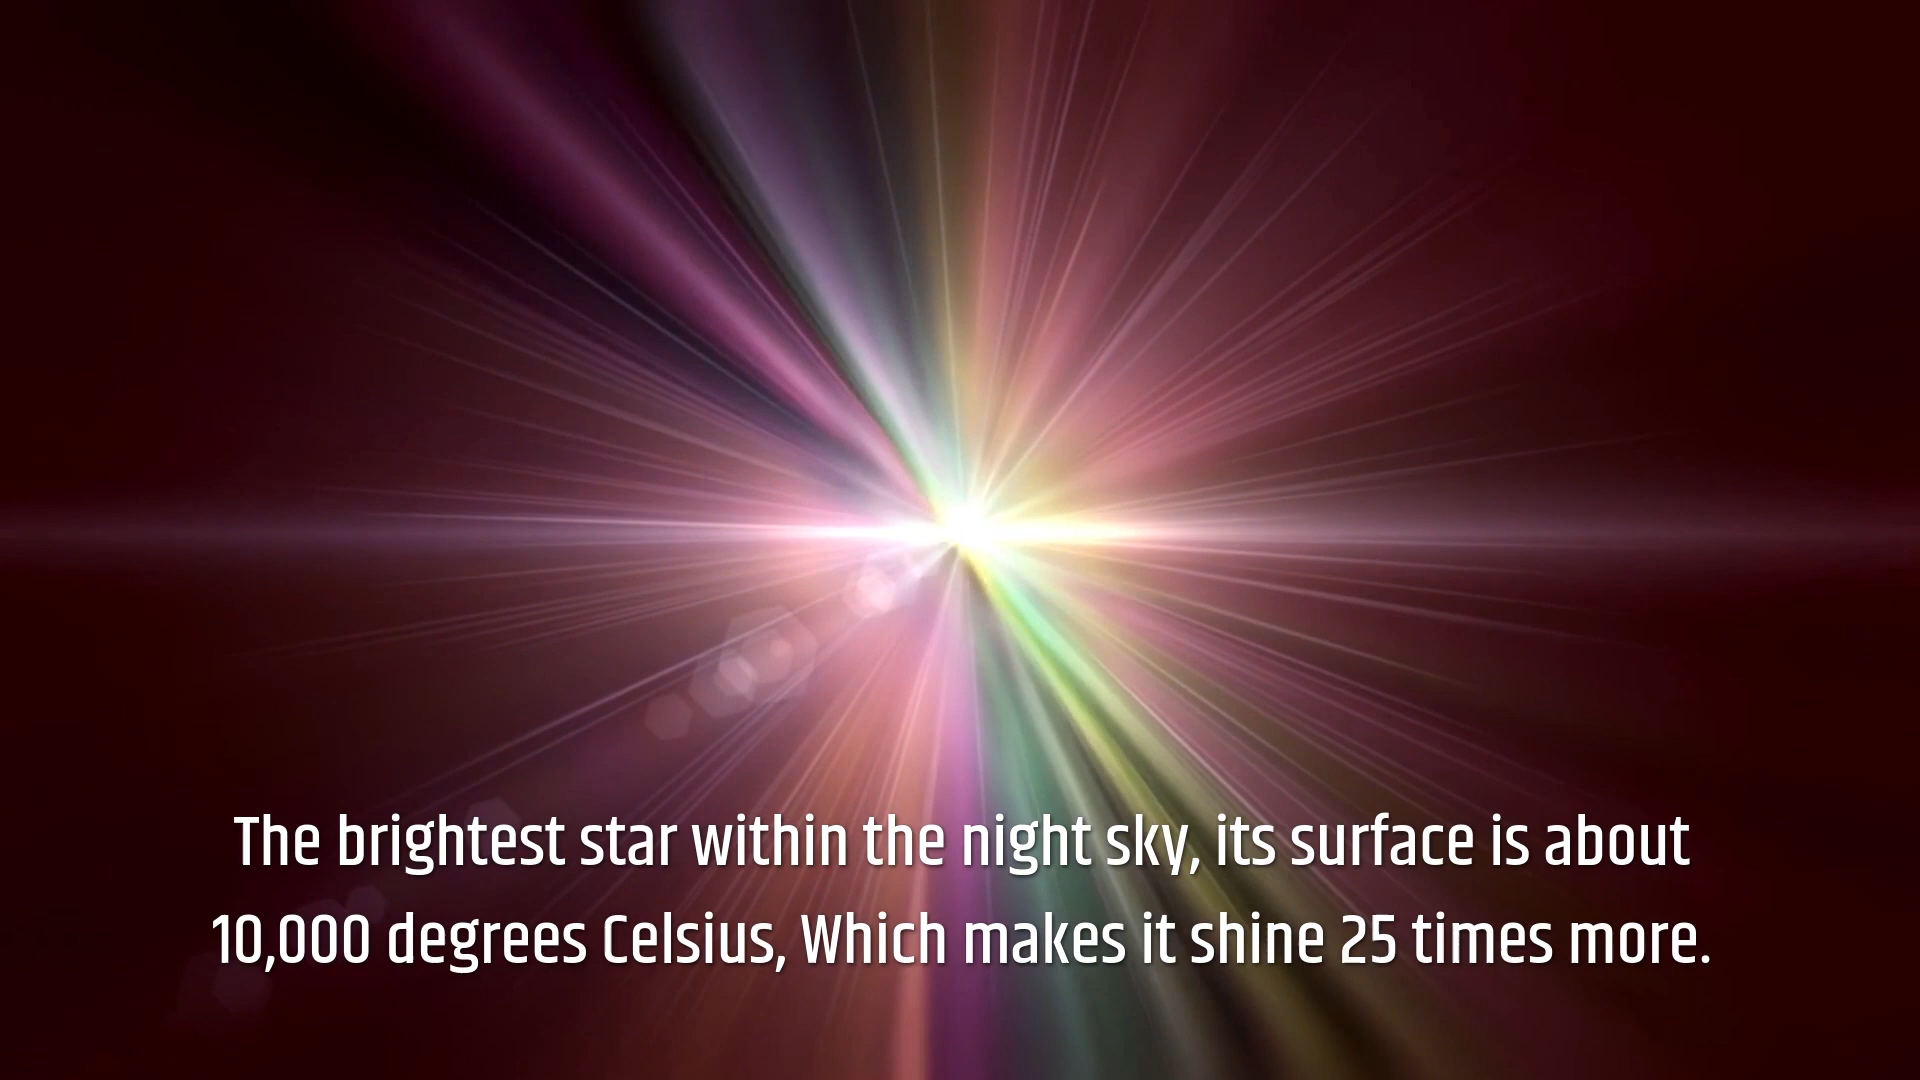 The brightest star within the night sky, its surface is about
10,000 degrees Celsius, Which makes it shine 25 times more.